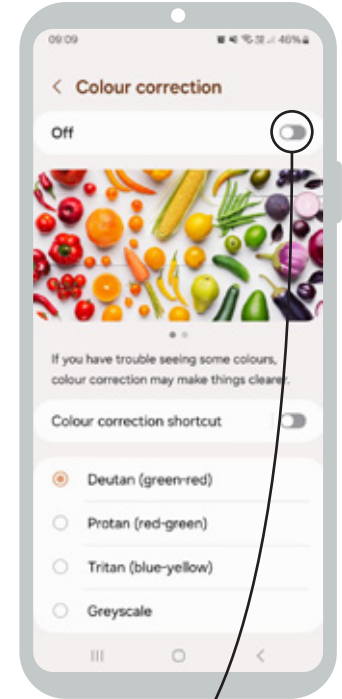 09:09
46%
Colour correction
Off
If you have trouble seeing some colours,
colour correction may make things clearer.
Colour correction shortcut
Deutan (green-red)
Protan (red-green)
Tritan (blue-yellow)
Greyscale